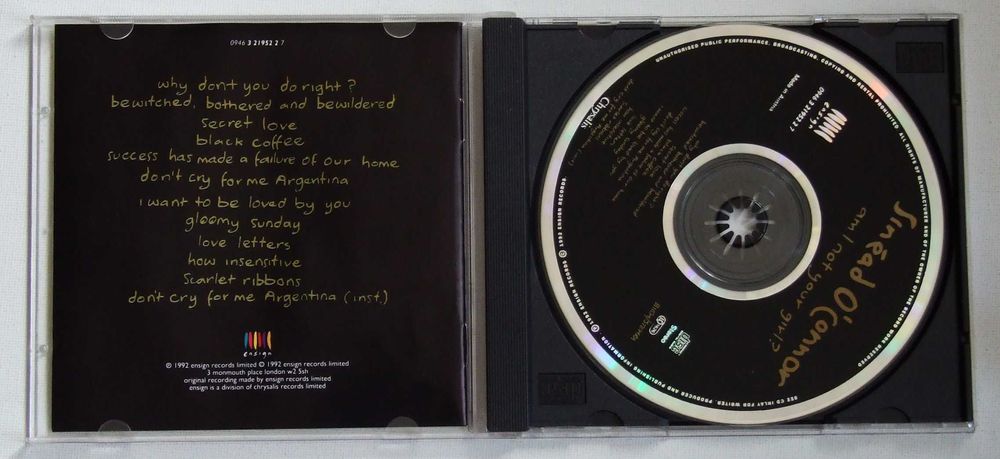 0946 3 21952 2 7
why don't you do right?
bewitched, bothered and bewildered
secret love
black coffee
success has made a failure of our home
don't cry for me Argentina
i want to be loved by you
gloomy sunday
love letters
how insensitive
scarlet ribbons
don't cry for me Argentina (inst.)
ensign
℗ 1992 ensign records limited © 1992 ensign records limited
3 monmouth place london w2 5sh
original recording made by ensign records limited
ensign is a division of chrysalis records limited
UNAUTHORISED PUBLIC PERFORMANCE, BROADCASTING, COPYING AND RENTAL PROHIBITED. ALL RIGHTS OF MANUFACTURER AND OF THE OWNER OF THE RECORD WORK RESERVED
SEE CD INLAY FOR WRITER, PRODUCER AND PUBLISHING INFORMATION
℗ 1992 ENSIGN RECORDS © 1992 ENSIGN RECORDS.
Chrysalis
ensign
0946 3 21952 2 7
Made in Austria
Sinéad O'Connor
am I not your girl?
Stereo